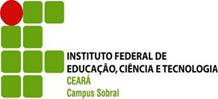 INSTITUTO FEDERAL DE
EDUCAÇÃO, CIÊNCIA E TECNOLOGIA
CEARÁ
Campus Sobral